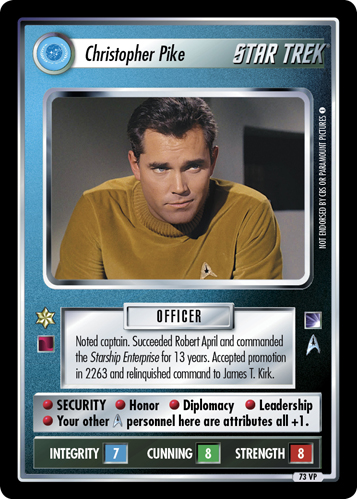 Christopher Pike STAR TREK
NOT ENDORSED BY CBS OR PARAMOUNT PICTURES
OFFICER
Noted captain. Succeeded Robert April and commanded
the Starship Enterprise for 13 years. Accepted promotion
in 2263 and relinquished command to James T. Kirk.
• SECURITY • Honor • Diplomacy • Leadership
• Your other personnel here are attributes all +1.
INTEGRITY 7 CUNNING 8 STRENGTH 8
73 VP